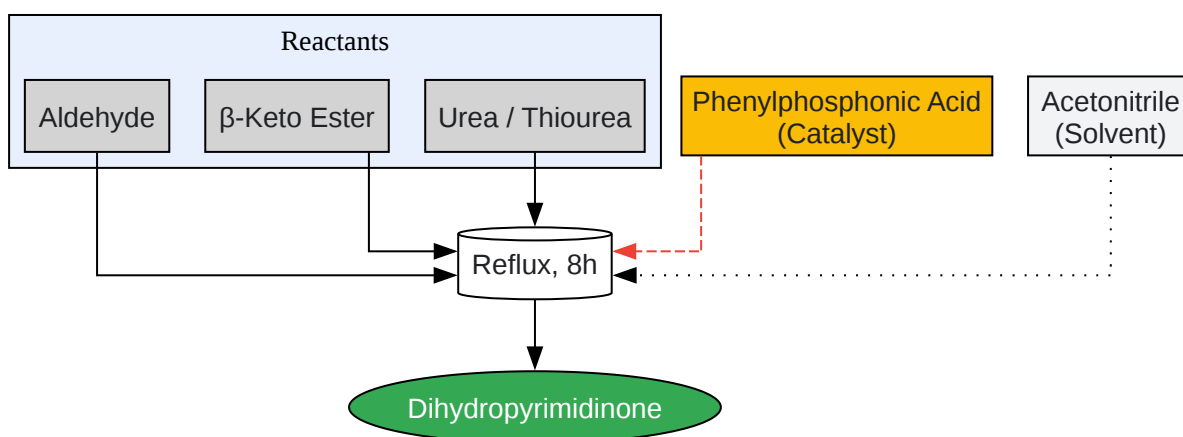 Reactants
Aldehyde
β-Keto Ester
Urea / Thiourea
Phenylphosphonic Acid
(Catalyst)
Acetonitrile
(Solvent)
Reflux, 8h
Dihydropyrimidinone